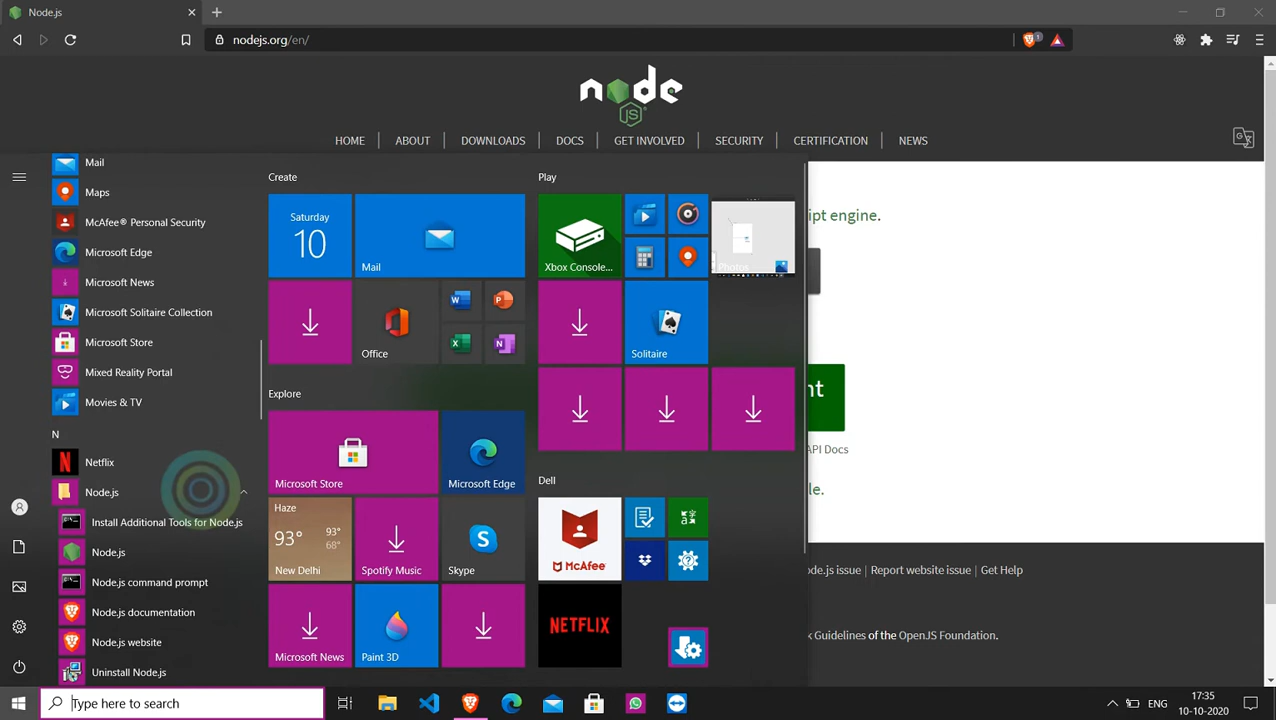 Node.js
nodejs.org/en/
1
node
JS
HOME
ABOUT
DOWNLOADS
DOCS
GET INVOLVED
SECURITY
CERTIFICATION
NEWS
Mail
Maps
McAfee® Personal Security
Microsoft Edge
Microsoft News
Microsoft Solitaire Collection
Microsoft Store
Mixed Reality Portal
Movies & TV
N
Netflix
Node.js
Install Additional Tools for Node.js
Node.js
Node.js command prompt
Node.js documentation
Node.js website
Uninstall Node.js
Create
Saturday
10
Mail
Office
Explore
Microsoft Store
Microsoft Edge
Haze
93°
93°
68°
New Delhi
Spotify Music
Skype
Microsoft News
Paint 3D
Play
Xbox Console...
Photos
Solitaire
Dell
McAfee
NETFLIX
ipt engine.
nt
API Docs
le.
ode.js issue | Report website issue | Get Help
k Guidelines of the OpenJS Foundation.
Type here to search
ENG
17:35
10-10-2020